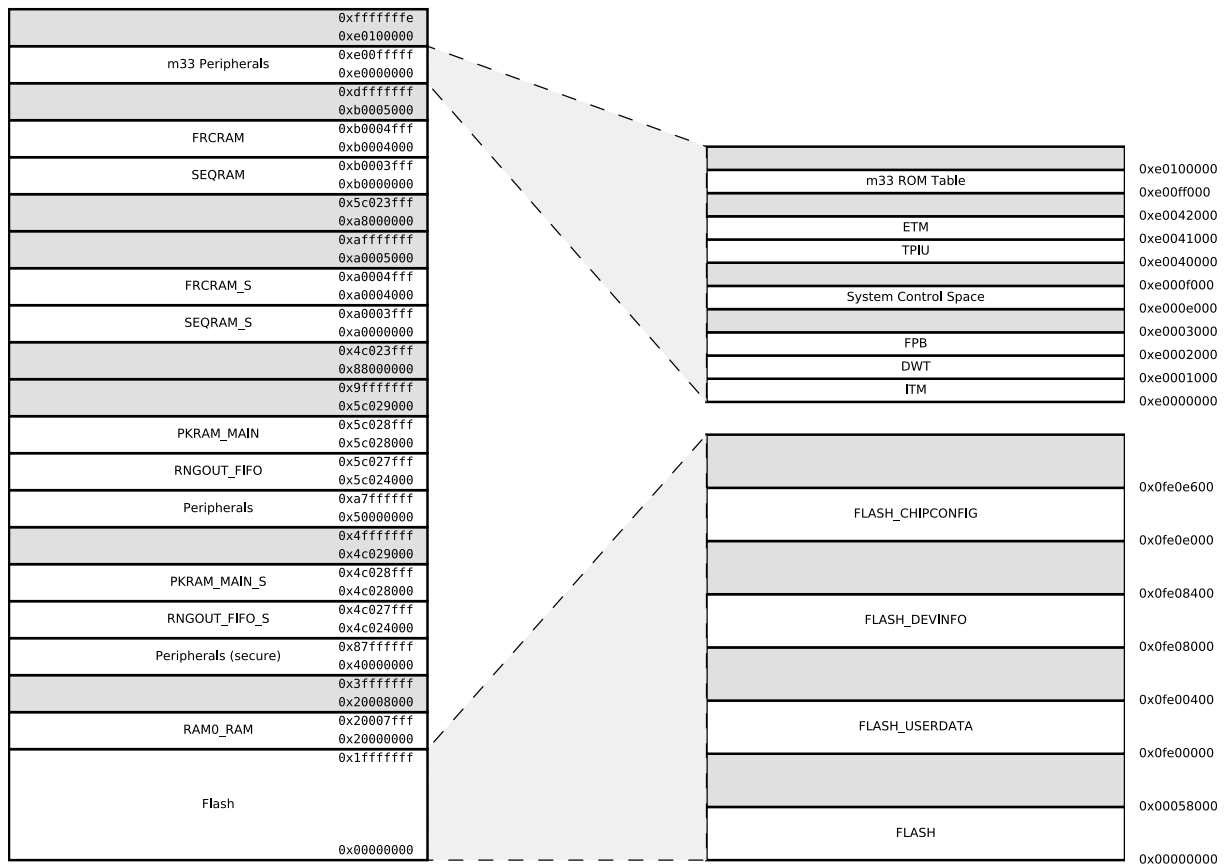 0xfffffffe
0xe0100000
m33 Peripherals
0xe00fffff
0xe0000000
0xdfffffff
0xb0005000
FRCRAM
0xb0004fff
0xb0004000
SEQRAM
0xb0003fff
0xb0000000
0x5c023fff
0xa8000000
0xafffffff
0xa0005000
FRCRAM_S
0xa0004fff
0xa0004000
SEQRAM_S
0xa0003fff
0xa0000000
0x4c023fff
0x88000000
0x9fffffff
0x5c029000
PKRAM_MAIN
0x5c028fff
0x5c028000
RNGOUT_FIFO
0x5c027fff
0x5c024000
Peripherals
0xa7ffffff
0x50000000
0x4fffffff
0x4c029000
PKRAM_MAIN_S
0x4c028fff
0x4c028000
RNGOUT_FIFO_S
0x4c027fff
0x4c024000
Peripherals (secure)
0x87ffffff
0x40000000
0x3fffffff
0x20008000
RAM0_RAM
0x20007fff
0x20000000
0x1fffffff
Flash
0x00000000
0xe0100000
m33 ROM Table
0xe00ff000
0xe0042000
ETM
0xe0041000
TPIU
0xe0040000
0xe000f000
System Control Space
0xe000e000
0xe0003000
FPB
0xe0002000
DWT
0xe0001000
ITM
0xe0000000
0x0fe0e600
FLASH_CHIPCONFIG
0x0fe0e000
0x0fe08400
FLASH_DEVINFO
0x0fe08000
0x0fe00400
FLASH_USERDATA
0x0fe00000
0x00058000
FLASH
0x00000000